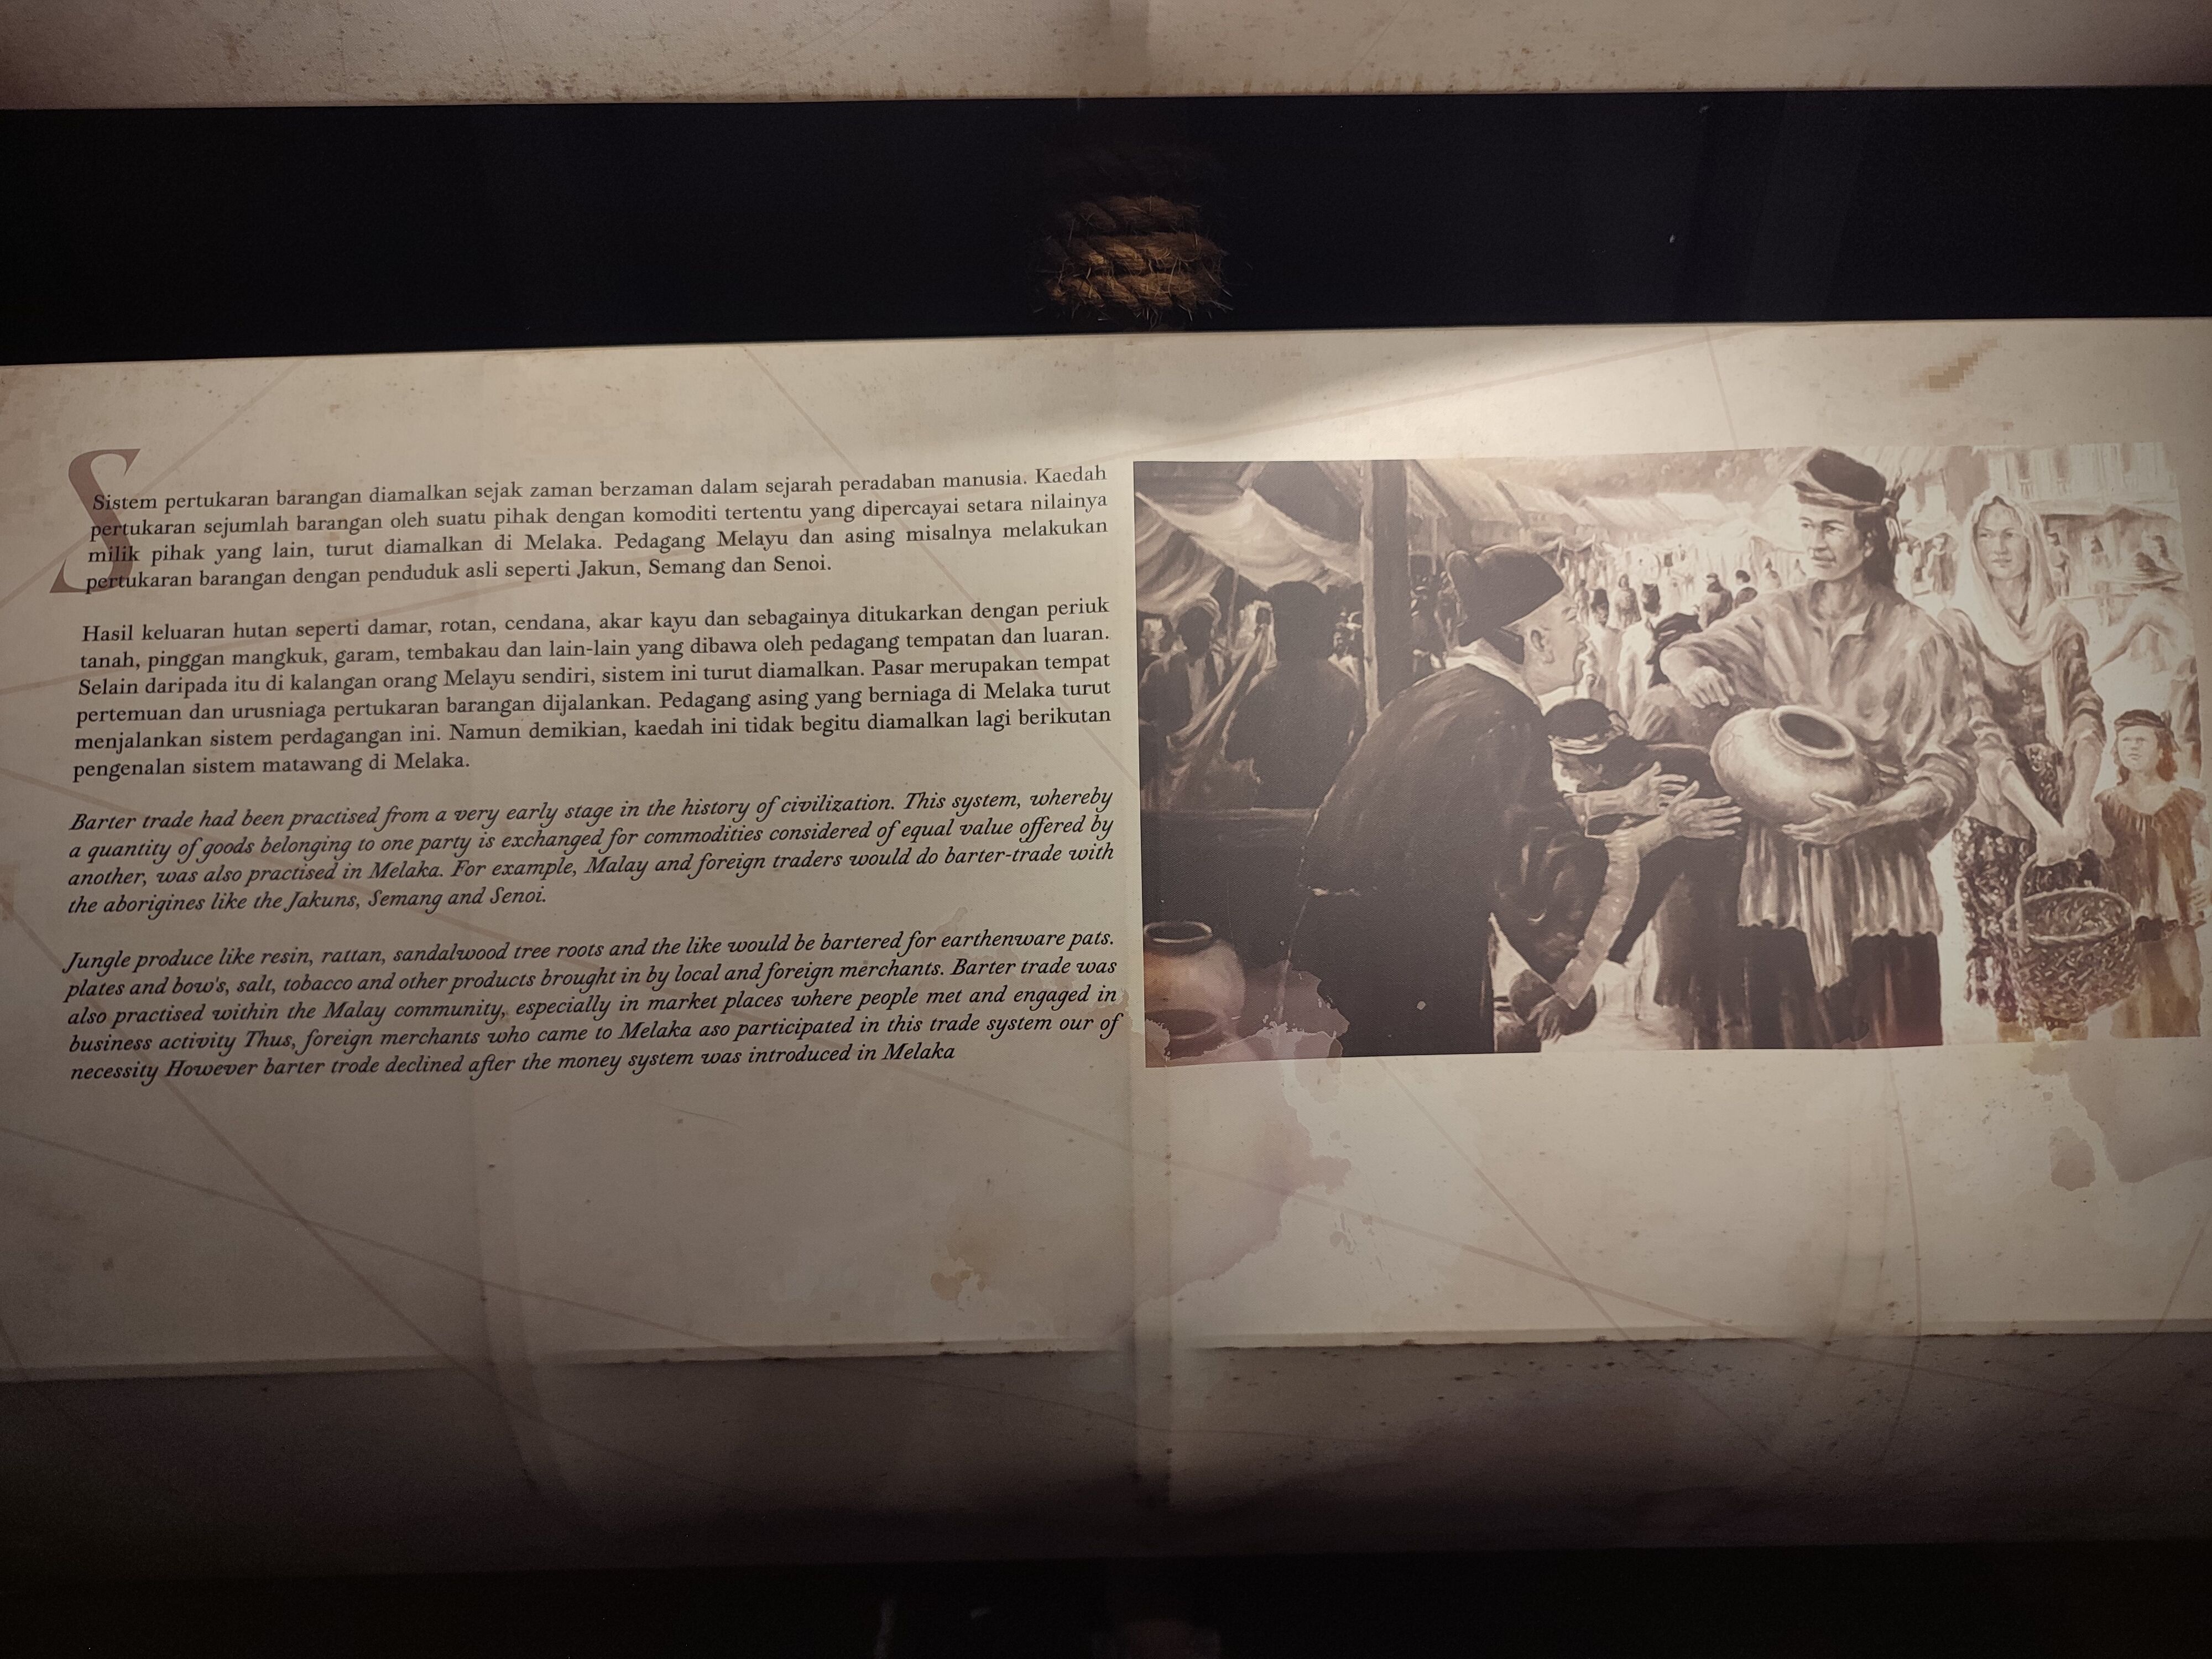 S
Sistem pertukaran barangan diamalkan sejak zaman berzaman dalam sejarah peradaban manusia. Kaedah
pertukaran sejumlah barangan oleh suatu pihak dengan komoditi tertentu yang dipercayai setara nilainya
milik pihak yang lain, turut diamalkan di Melaka. Pedagang Melayu dan asing misalnya melakukan
pertukaran barangan dengan penduduk asli seperti Jakun, Semang dan Senoi.
Hasil keluaran hutan seperti damar, rotan, cendana, akar kayu dan sebagainya ditukarkan dengan periuk
tanah, pinggan mangkuk, garam, tembakau dan lain-lain yang dibawa oleh pedagang tempatan dan luaran.
Selain daripada itu di kalangan orang Melayu sendiri, sistem ini turut diamalkan. Pasar merupakan tempat
pertemuan dan urusniaga pertukaran barangan dijalankan. Pedagang asing yang berniaga di Melaka turut
menjalankan sistem perdagangan ini. Namun demikian, kaedah ini tidak begitu diamalkan lagi berikutan
pengenalan sistem matawang di Melaka.
Barter trade had been practised from a very early stage in the history of civilization. This system, whereby
a quantity of goods belonging to one party is exchanged for commodities considered of equal value offered by
another, was also practised in Melaka. For example, Malay and foreign traders would do barter-trade with
the aborigines like the Jakuns, Semang and Senoi.
Jungle produce like resin, rattan, sandalwood tree roots and the like would be bartered for earthenware pats.
plates and bow's, salt, tobacco and other products brought in by local and foreign merchants. Barter trade was
also practised within the Malay community, especially in market places where people met and engaged in
business activity Thus, foreign merchants who came to Melaka aso participated in this trade system our of
necessity However barter trode declined after the money system was introduced in Melaka